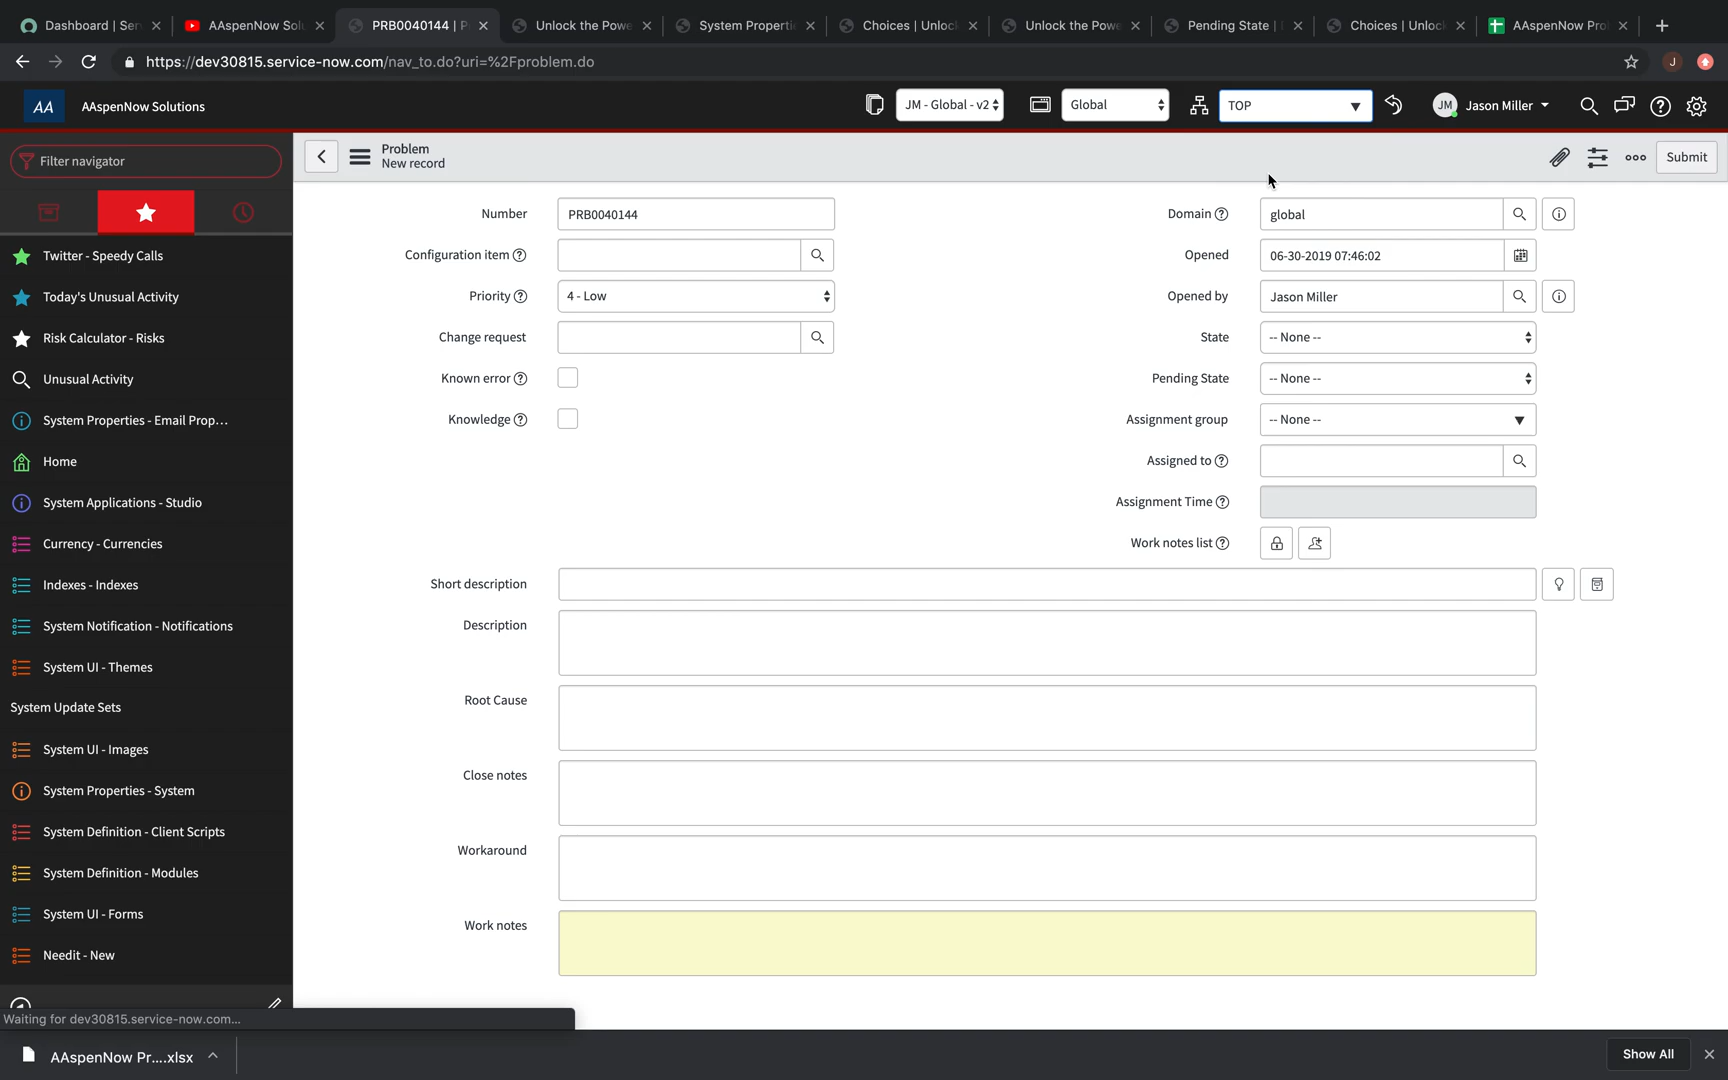 Dashboard | Ser
AAspenNow Solu
PRB0040144 | P
Unlock the Powe
System Propertie
Choices | Unlock
Unlock the Powe
Pending State |
Choices | Unlock
AAspenNow Pro
https://dev30815.service-now.com/nav_to.do?uri=%2Fproblem.do
J
AA
AAspenNow Solutions
JM - Global - v2
Global
TOP
JM
Jason Miller
Filter navigator
Problem
New record
Submit
Twitter - Speedy Calls
Today's Unusual Activity
Risk Calculator - Risks
Unusual Activity
System Properties - Email Prop...
Home
System Applications - Studio
Currency - Currencies
Indexes - Indexes
System Notification - Notifications
System UI - Themes
System Update Sets
System UI - Images
System Properties - System
System Definition - Client Scripts
System Definition - Modules
System UI - Forms
Needit - New
Number
PRB0040144
Configuration item
Priority
4 - Low
Change request
Known error
Knowledge
Domain
global
Opened
06-30-2019 07:46:02
Opened by
Jason Miller
State
-- None --
Pending State
-- None --
Assignment group
-- None --
Assigned to
Assignment Time
Work notes list
Short description
Description
Root Cause
Close notes
Workaround
Work notes
Waiting for dev30815.service-now.com...
AAspenNow Pr....xlsx
Show All